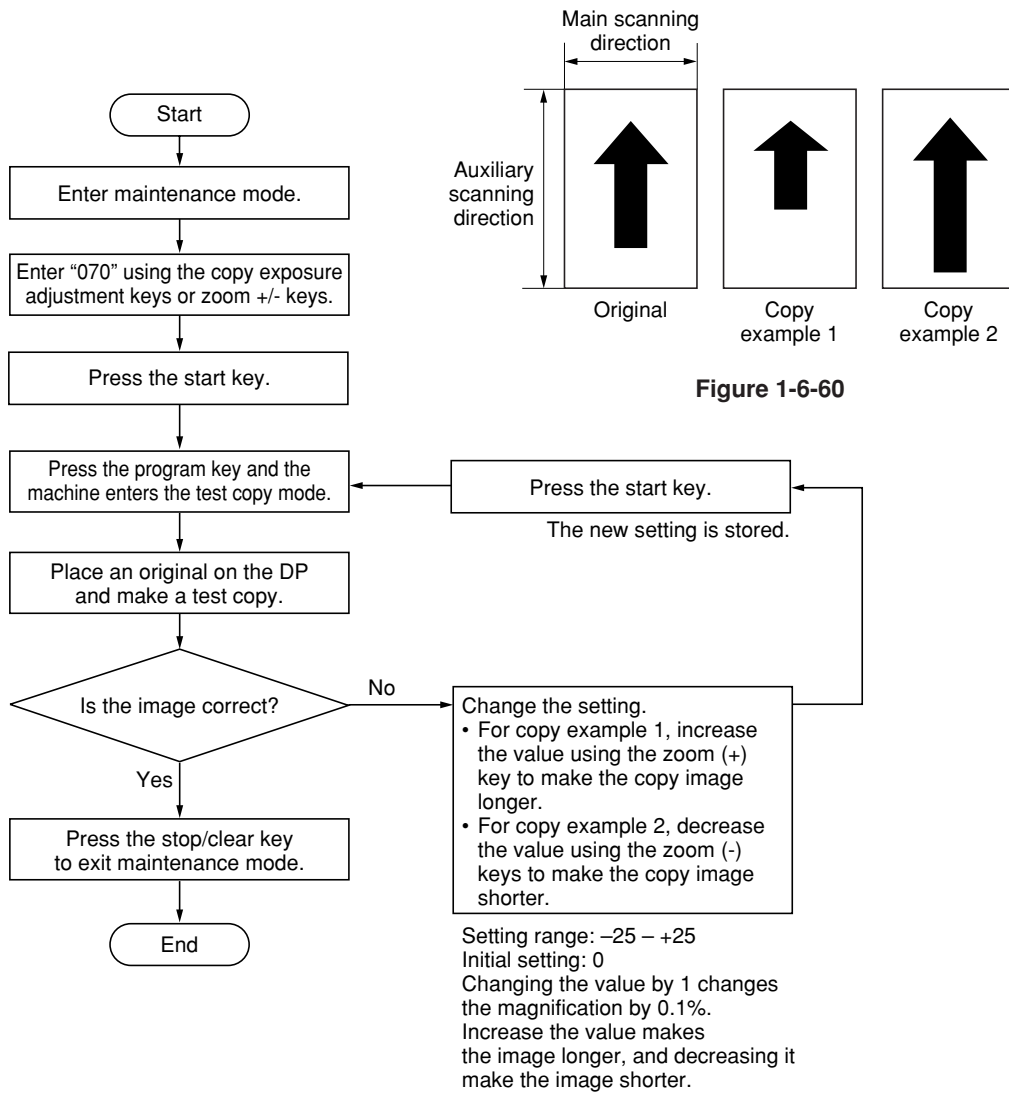 Start
Enter maintenance mode.
Enter “070” using the copy exposure
adjustment keys or zoom +/- keys.
Press the start key.
Press the program key and the
machine enters the test copy mode.
Place an original on the DP
and make a test copy.
Is the image correct?
No
Yes
Press the stop/clear key
to exit maintenance mode.
End
Main scanning
direction
Auxiliary
scanning
direction
Original
Copy
example 1
Copy
example 2
Figure 1-6-60
Press the start key.
The new setting is stored.
Change the setting.
• For copy example 1, increase
the value using the zoom (+)
key to make the copy image
longer.
• For copy example 2, decrease
the value using the zoom (-)
keys to make the copy image
shorter.
Setting range: –25 – +25
Initial setting: 0
Changing the value by 1 changes
the magnification by 0.1%.
Increase the value makes
the image longer, and decreasing it
make the image shorter.